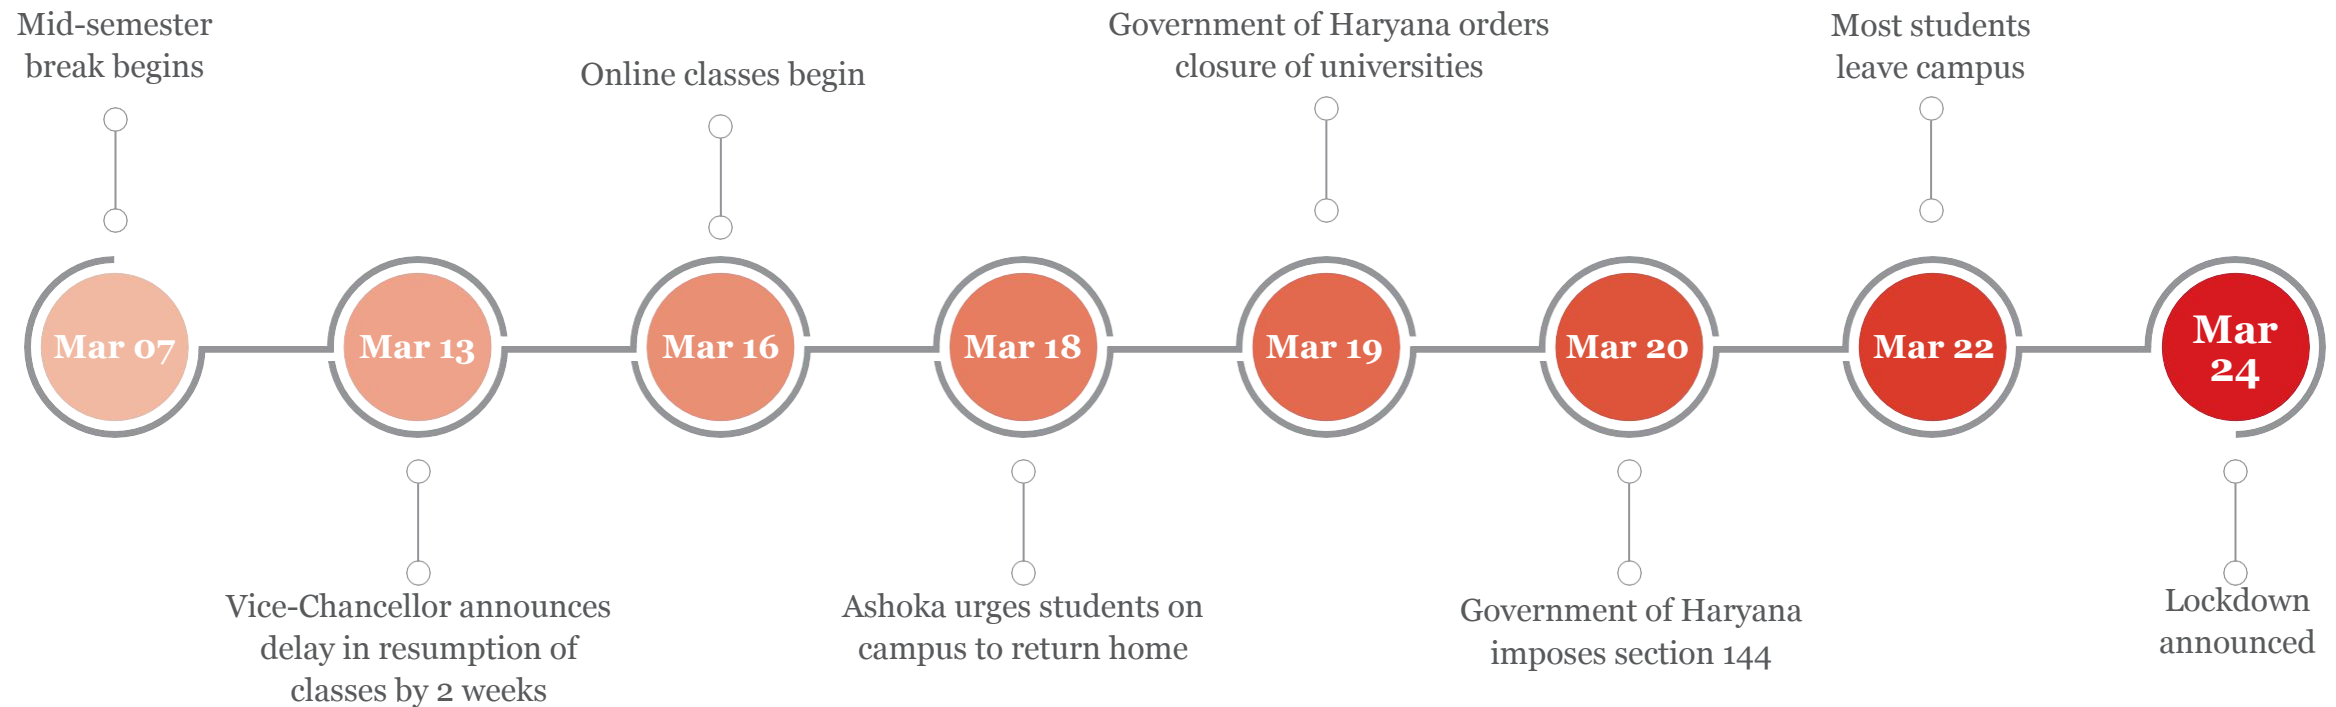 Mid-semester
break begins
Online classes begin
Government of Haryana orders
closure of universities
Most students
leave campus
Mar 07
Mar 13
Mar 16
Mar 18
Mar 19
Mar 20
Mar 22
Mar
24
Vice-Chancellor announces
delay in resumption of
classes by 2 weeks
Ashoka urges students on
campus to return home
Government of Haryana
imposes section 144
Lockdown
announced